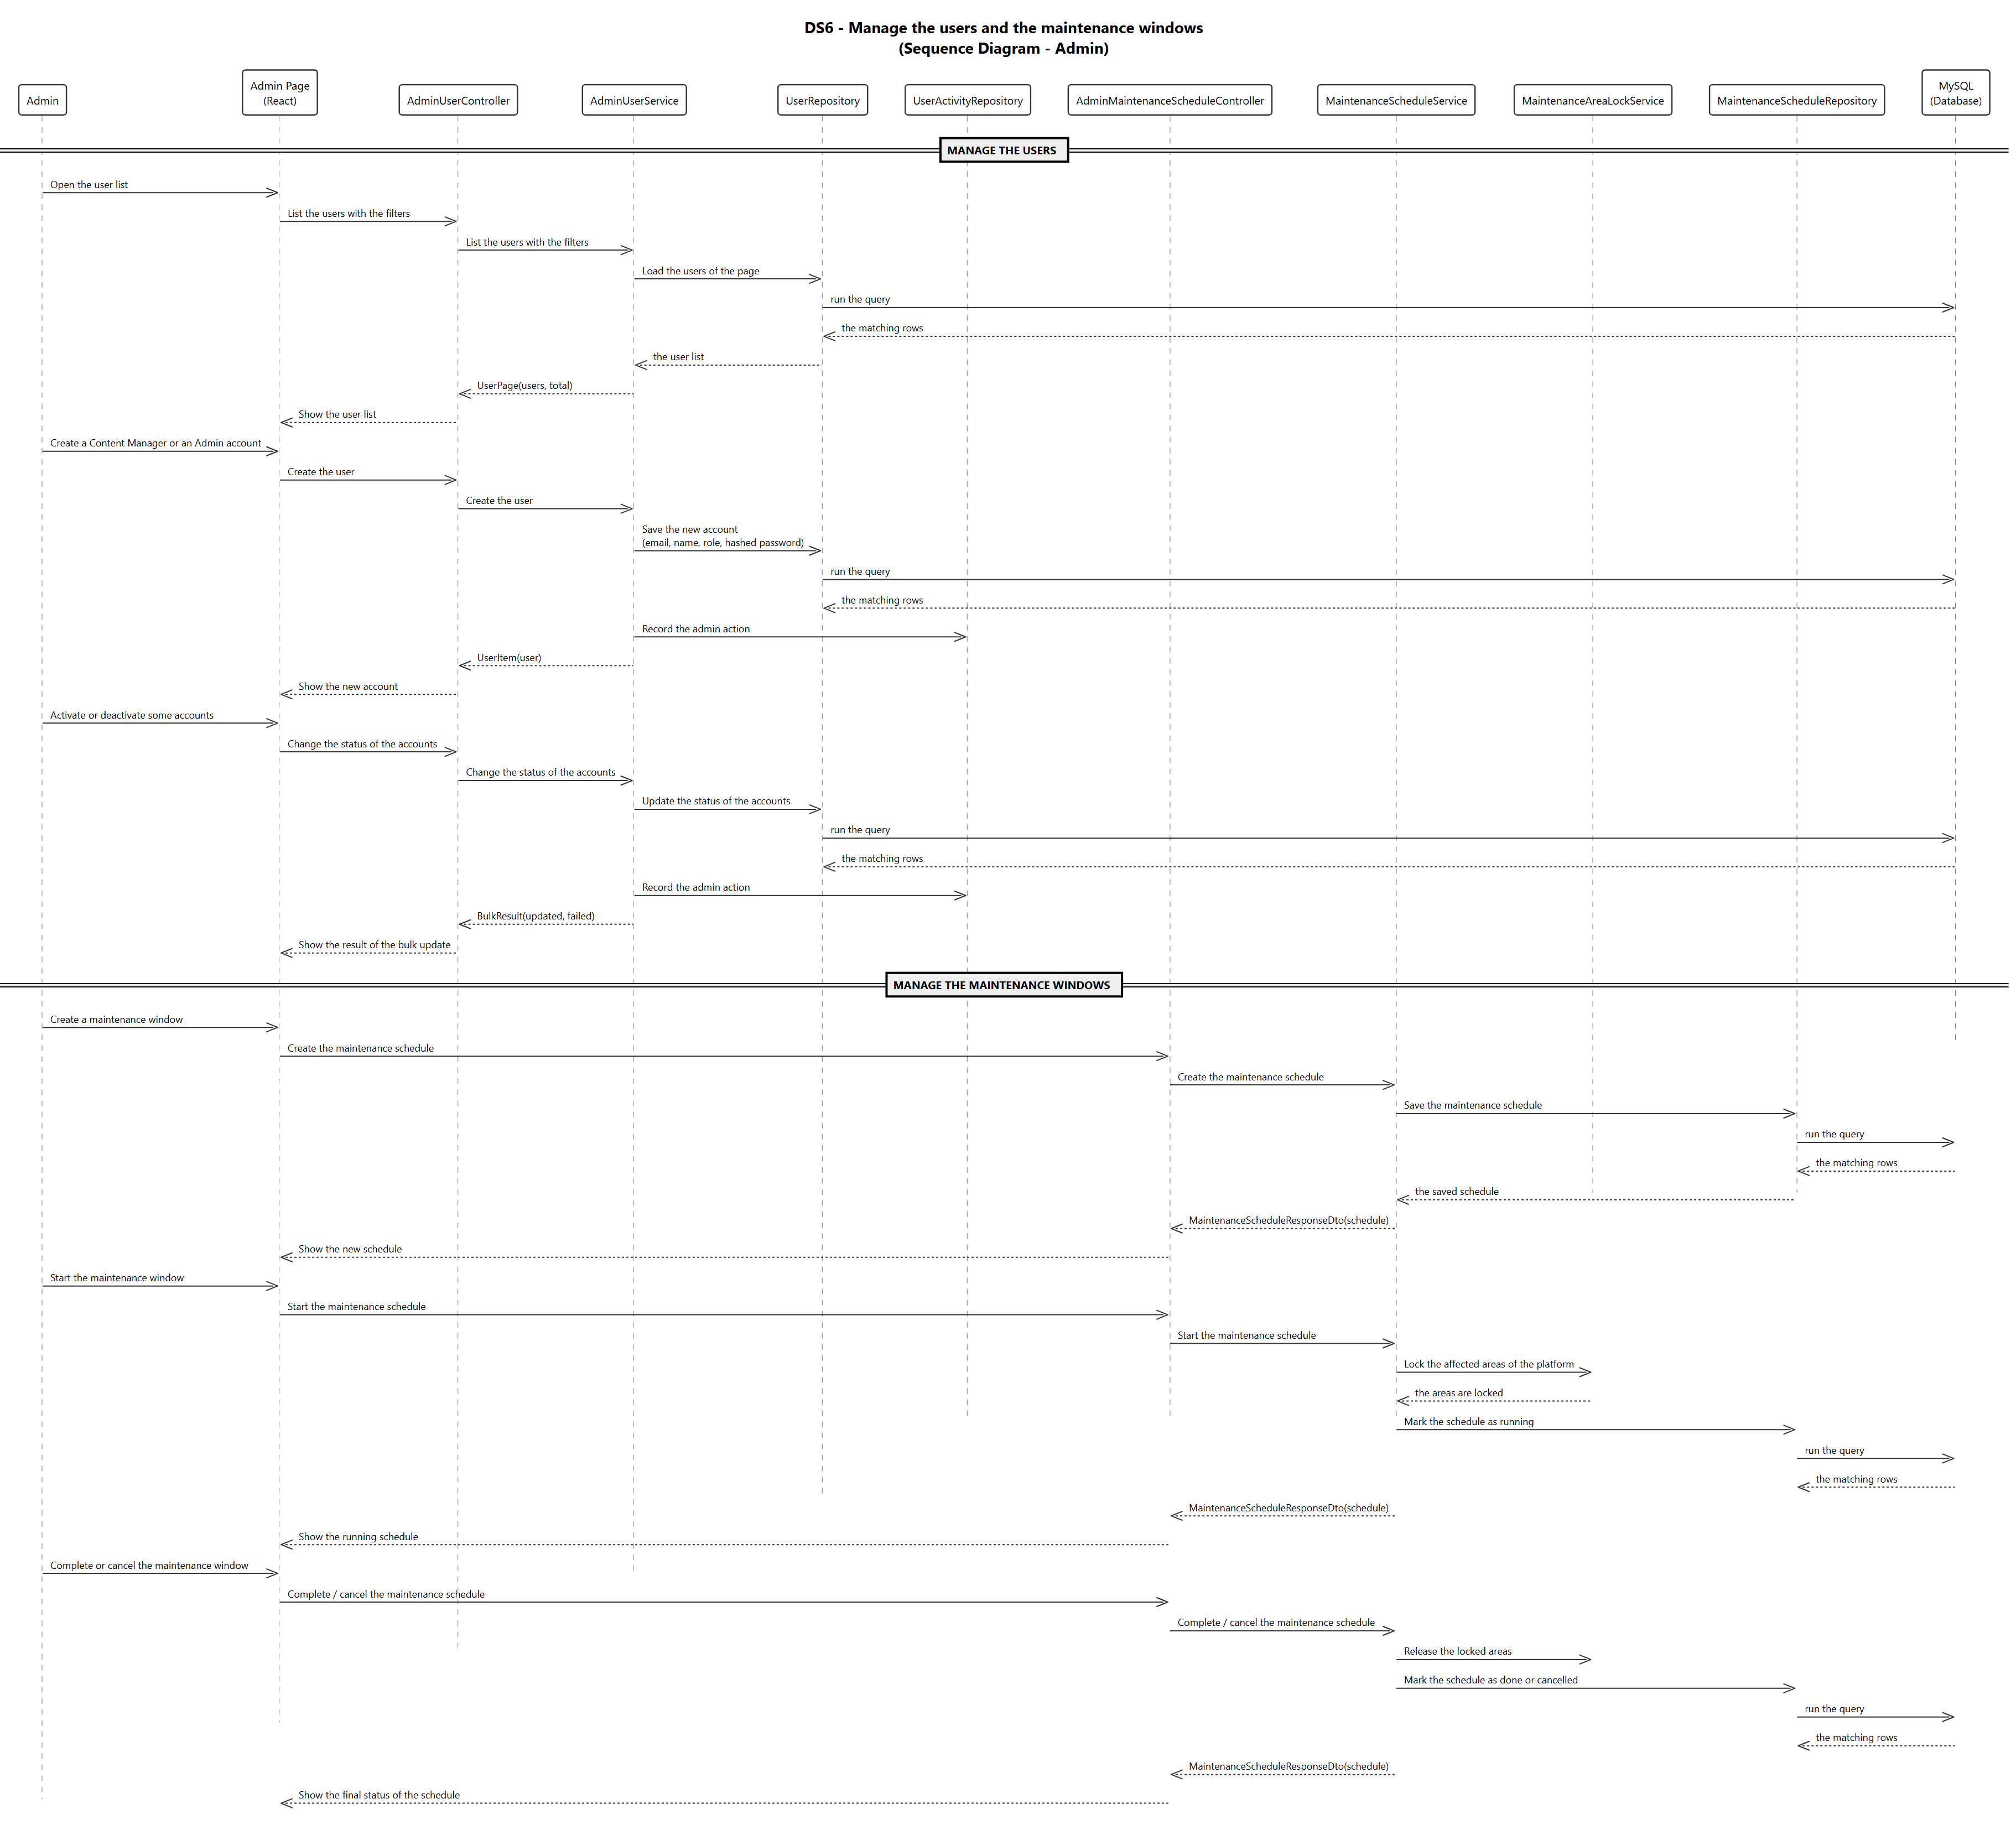 DS6 - Manage the users and the maintenance windows
(Sequence Diagram - Admin)
Admin
Admin Page
(React)
AdminUserController
AdminUserService
UserRepository
UserActivityRepository
AdminMaintenanceScheduleController
MaintenanceScheduleService
MaintenanceAreaLockService
MaintenanceScheduleRepository
MySQL
(Database)
MANAGE THE USERS
Open the user list
List the users with the filters
List the users with the filters
Load the users of the page
run the query
the matching rows
the user list
UserPage(users, total)
Show the user list
Create a Content Manager or an Admin account
Create the user
Create the user
Save the new account
(email, name, role, hashed password)
run the query
the matching rows
Record the admin action
UserItem(user)
Show the new account
Activate or deactivate some accounts
Change the status of the accounts
Change the status of the accounts
Update the status of the accounts
run the query
the matching rows
Record the admin action
BulkResult(updated, failed)
Show the result of the bulk update
MANAGE THE MAINTENANCE WINDOWS
Create a maintenance window
Create the maintenance schedule
Create the maintenance schedule
Save the maintenance schedule
run the query
the matching rows
the saved schedule
MaintenanceScheduleResponseDto(schedule)
Show the new schedule
Start the maintenance window
Start the maintenance schedule
Start the maintenance schedule
Lock the affected areas of the platform
the areas are locked
Mark the schedule as running
run the query
the matching rows
MaintenanceScheduleResponseDto(schedule)
Show the running schedule
Complete or cancel the maintenance window
Complete / cancel the maintenance schedule
Complete / cancel the maintenance schedule
Release the locked areas
Mark the schedule as done or cancelled
run the query
the matching rows
MaintenanceScheduleResponseDto(schedule)
Show the final status of the schedule